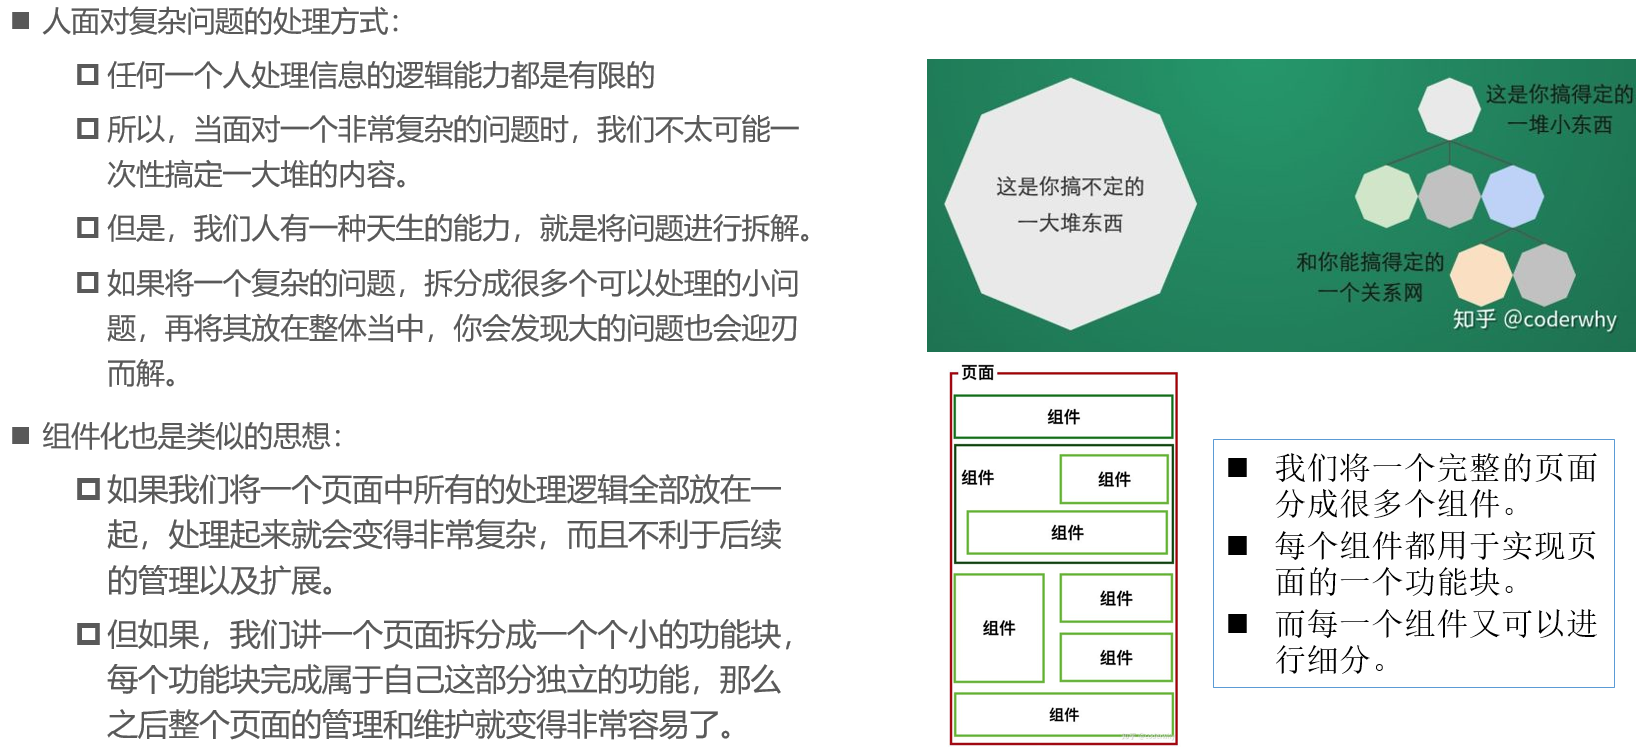 人面对复杂问题的处理方式：
任何一个人处理信息的逻辑能力都是有限的
所以，当面对一个非常复杂的问题时，我们不太可能一
次性搞定一大堆的内容。
但是，我们人有一种天生的能力，就是将问题进行拆解。
如果将一个复杂的问题，拆分成很多个可以处理的小问
题，再将其放在整体当中，你会发现大的问题也会迎刃
而解。
组件化也是类似的思想：
如果我们将一个页面中所有的处理逻辑全部放在一
起，处理起来就会变得非常复杂，而且不利于后续
的管理以及扩展。
但如果，我们讲一个页面拆分成一个个小的功能块，
每个功能块完成属于自己这部分独立的功能，那么
之后整个页面的管理和维护就变得非常容易了。
这是你搞不定的
一大堆东西
这是你搞得定的
一堆小东西
和你能搞得定的
一个关系网
知乎 @coderwhy
页面
组件
组件
组件
组件
组件
组件
组件
组件
我们将一个完整的页面
分成很多个组件。
每个组件都用于实现页
面的一个功能块。
而每一个组件又可以进
行细分。